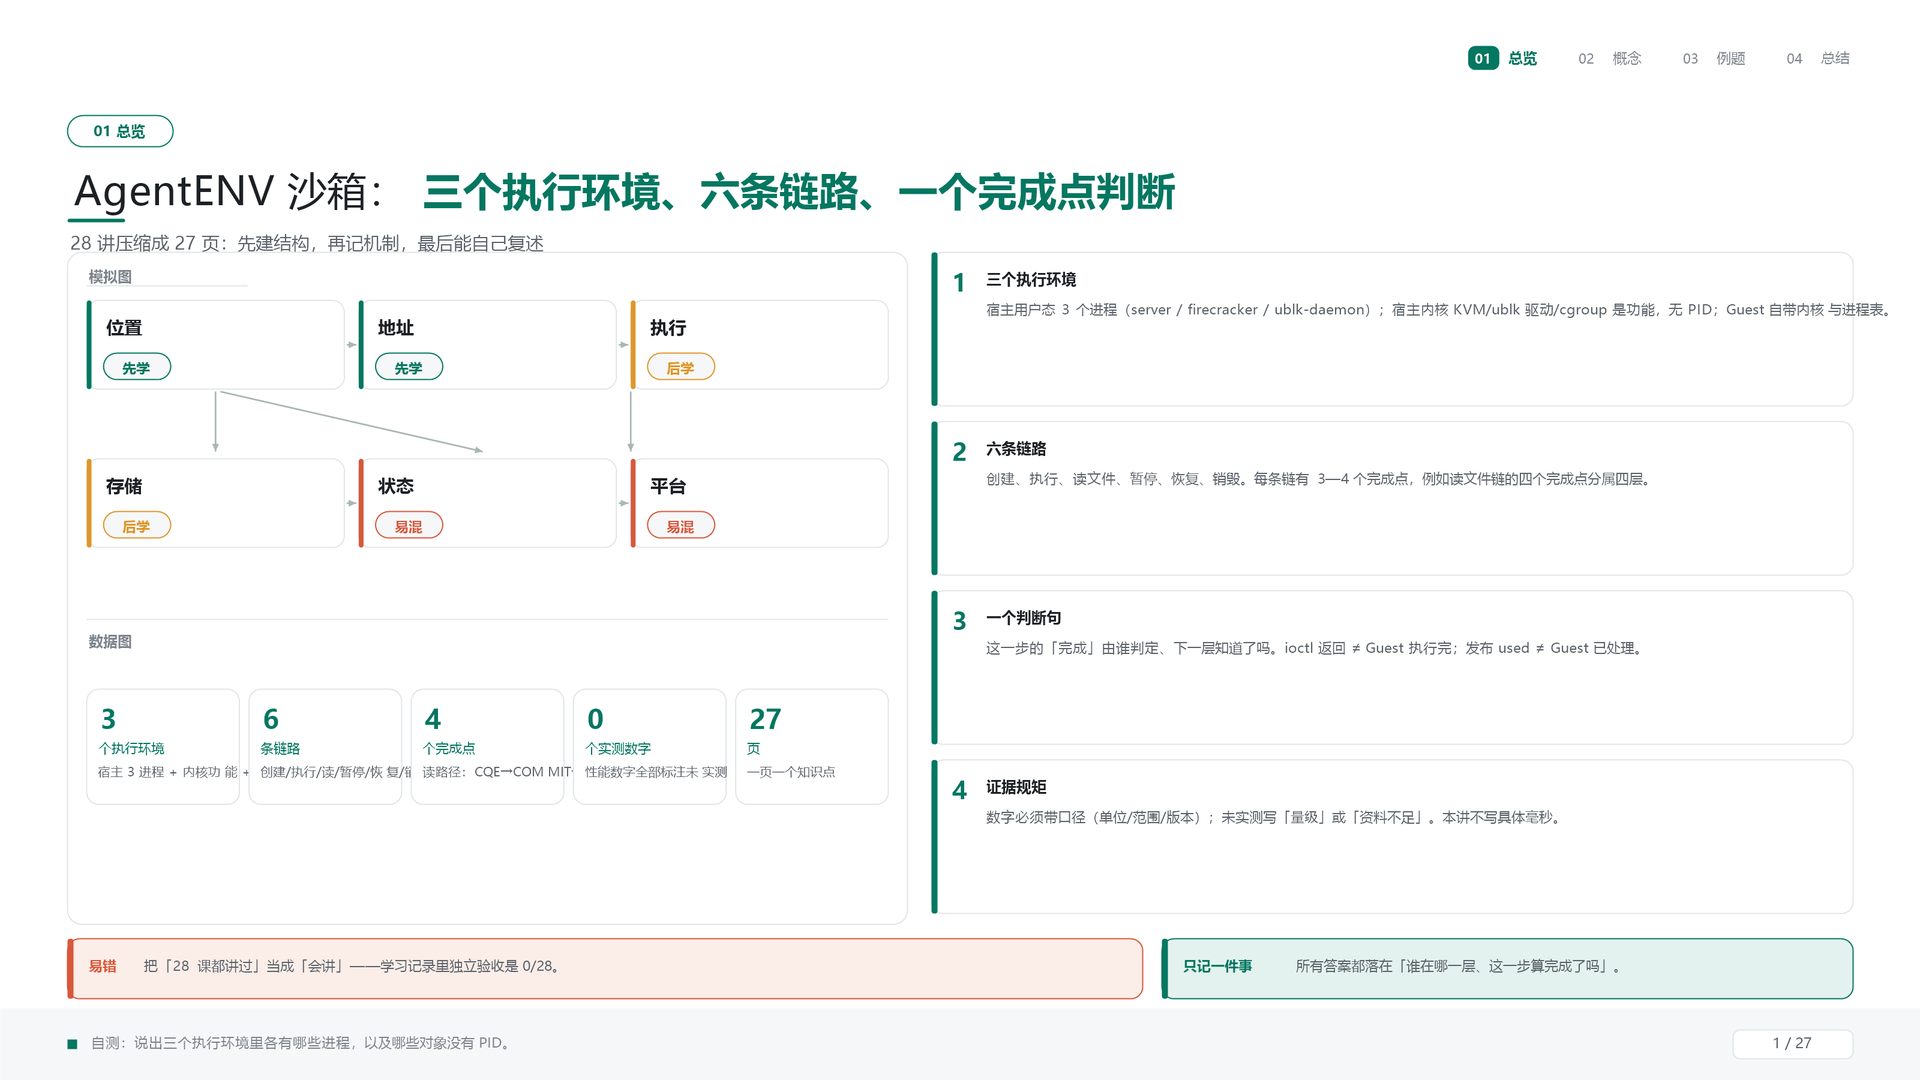 01 总览 02 概念 03 例题 04 总结
01 总览
AgentENV 沙箱： 三个执行环境、六条链路、一个完成点判断
28 讲压缩成 27 页：先建结构，再记机制，最后能自己复述
模拟图
位置
先学
地址
先学
执行
后学
存储
后学
状态
易混
平台
易混
数据图
3
个执行环境
宿主 3 进程 + 内核功 能 +
6
条链路
创建/执行/读/暂停/恢 复/
4
个完成点
读路径：CQE→COM MIT
0
个实测数字
性能数字全部标注未 实测
27
页
一页一个知识点
1 三个执行环境
宿主用户态 3 个进程（server / firecracker / ublk-daemon）；宿主内核 KVM/ublk 驱动/cgroup 是功能，无 PID；Guest 自带内核 与进程表。
2 六条链路
创建、执行、读文件、暂停、恢复、销毁。每条链有 3—4 个完成点，例如读文件链的四个完成点分属四层。
3 一个判断句
这一步的「完成」由谁判定、下一层知道了吗。ioctl 返回 ≠ Guest 执行完；发布 used ≠ Guest 已处理。
4 证据规矩
数字必须带口径（单位/范围/版本）；未实测写「量级」或「资料不足」。本讲不写具体毫秒。
易错 把「28 课都讲过」当成「会讲」——学习记录里独立验收是 0/28。
只记一件事 所有答案都落在「谁在哪一层、这一步算完成了吗」。
自测：说出三个执行环境里各有哪些进程，以及哪些对象没有 PID。
1 / 27